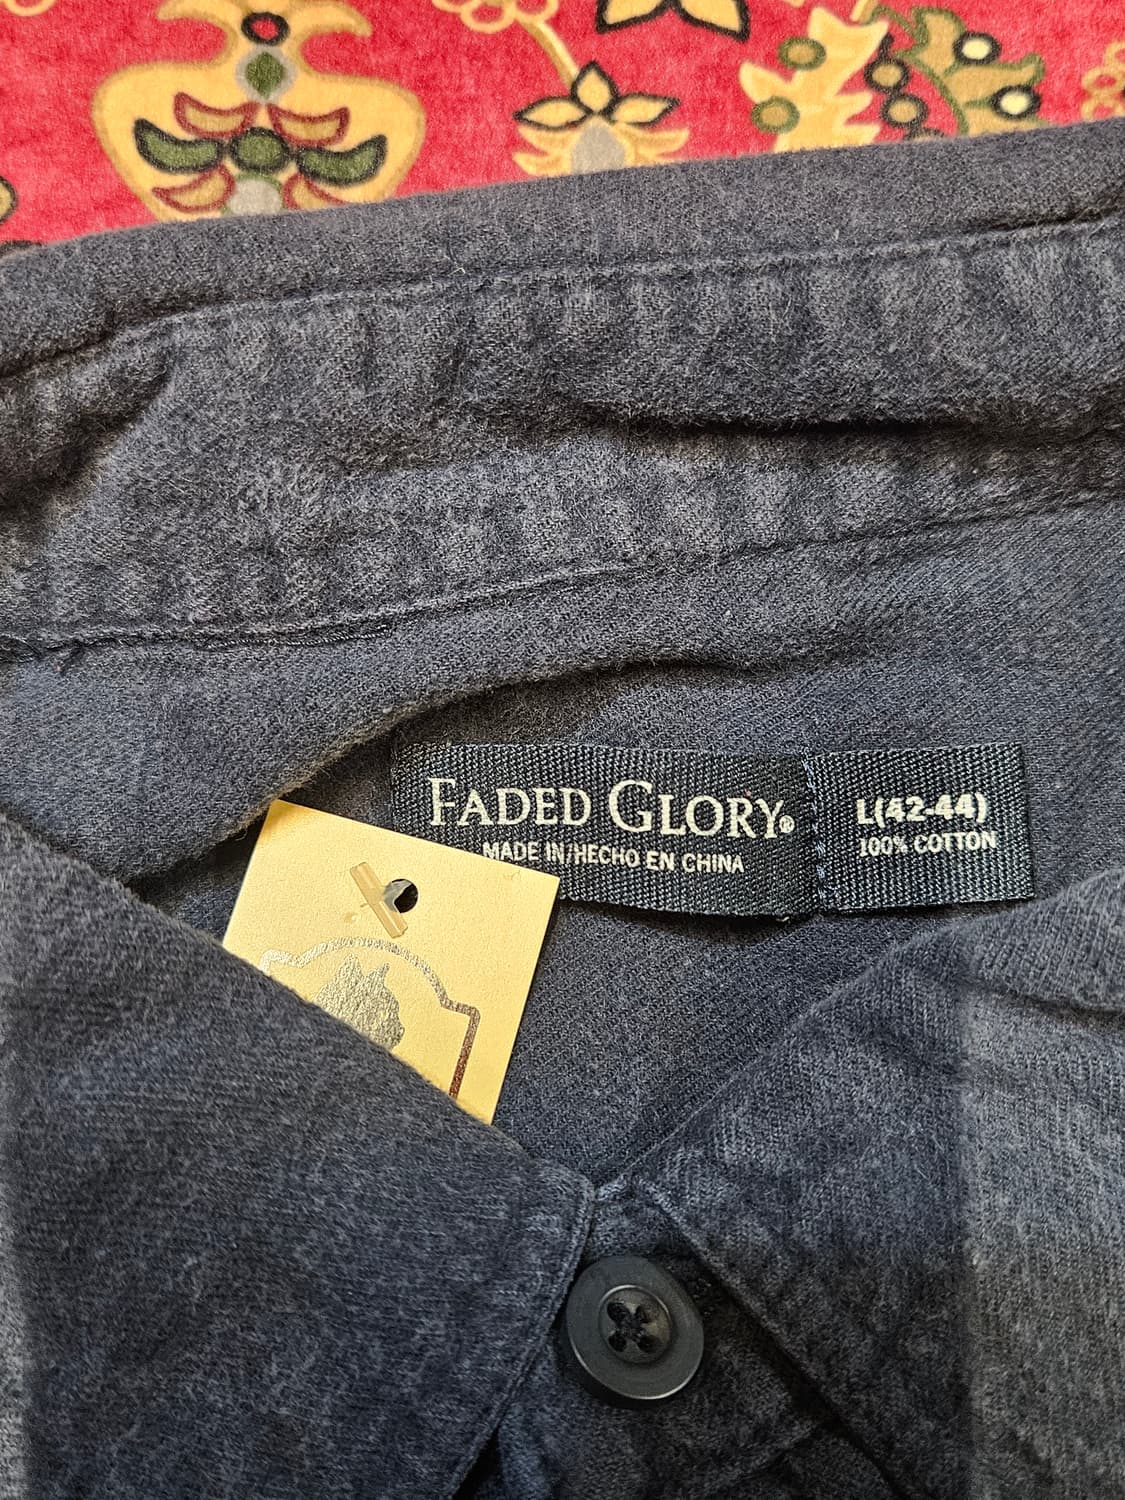 FADED GLORY®
MADE IN/HECHO EN CHINA
L(42-44)
100% COTTON